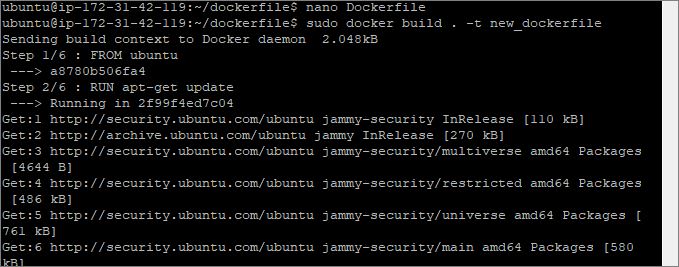 ubuntu@ip-172-31-42-119:~/dockerfile$ nano Dockerfile
ubuntu@ip-172-31-42-119:~/dockerfile$ sudo docker build . -t new_dockerfile
Sending build context to Docker daemon  2.048kB
Step 1/6 : FROM ubuntu
 ---> a8780b506fa4
Step 2/6 : RUN apt-get update
 ---> Running in 2f99f4ed7c04
Get:1 http://security.ubuntu.com/ubuntu jammy-security InRelease [110 kB]
Get:2 http://archive.ubuntu.com/ubuntu jammy InRelease [270 kB]
Get:3 http://security.ubuntu.com/ubuntu jammy-security/multiverse amd64 Packages
 [4644 B]
Get:4 http://security.ubuntu.com/ubuntu jammy-security/restricted amd64 Packages
 [486 kB]
Get:5 http://security.ubuntu.com/ubuntu jammy-security/universe amd64 Packages [
761 kB]
Get:6 http://security.ubuntu.com/ubuntu jammy-security/main amd64 Packages [580
kB]